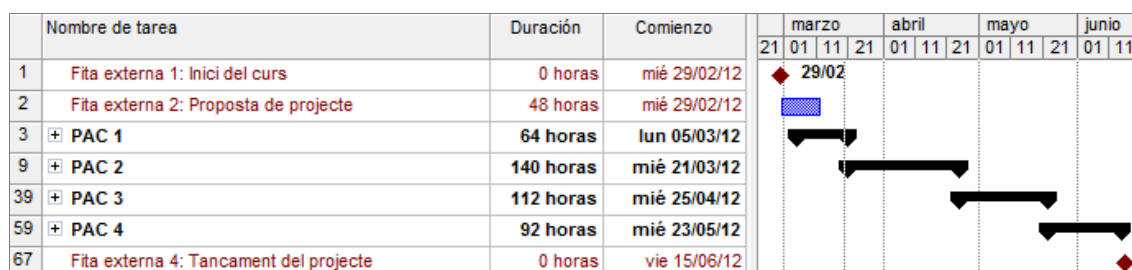 Nombre de tarea Duración Comienzo marzo abril mayo junio
21 01 11 21 01 11 21 01 11 21 01 11
1 Fita externa 1: Inici del curs 0 horas mié 29/02/12 29/02
2 Fita externa 2: Proposta de projecte 48 horas mié 29/02/12
3 PAC 1 64 horas lun 05/03/12
9 PAC 2 140 horas mié 21/03/12
39 PAC 3 112 horas mié 25/04/12
59 PAC 4 92 horas mié 23/05/12
67 Fita externa 4: Tancament del projecte 0 horas vie 15/06/12